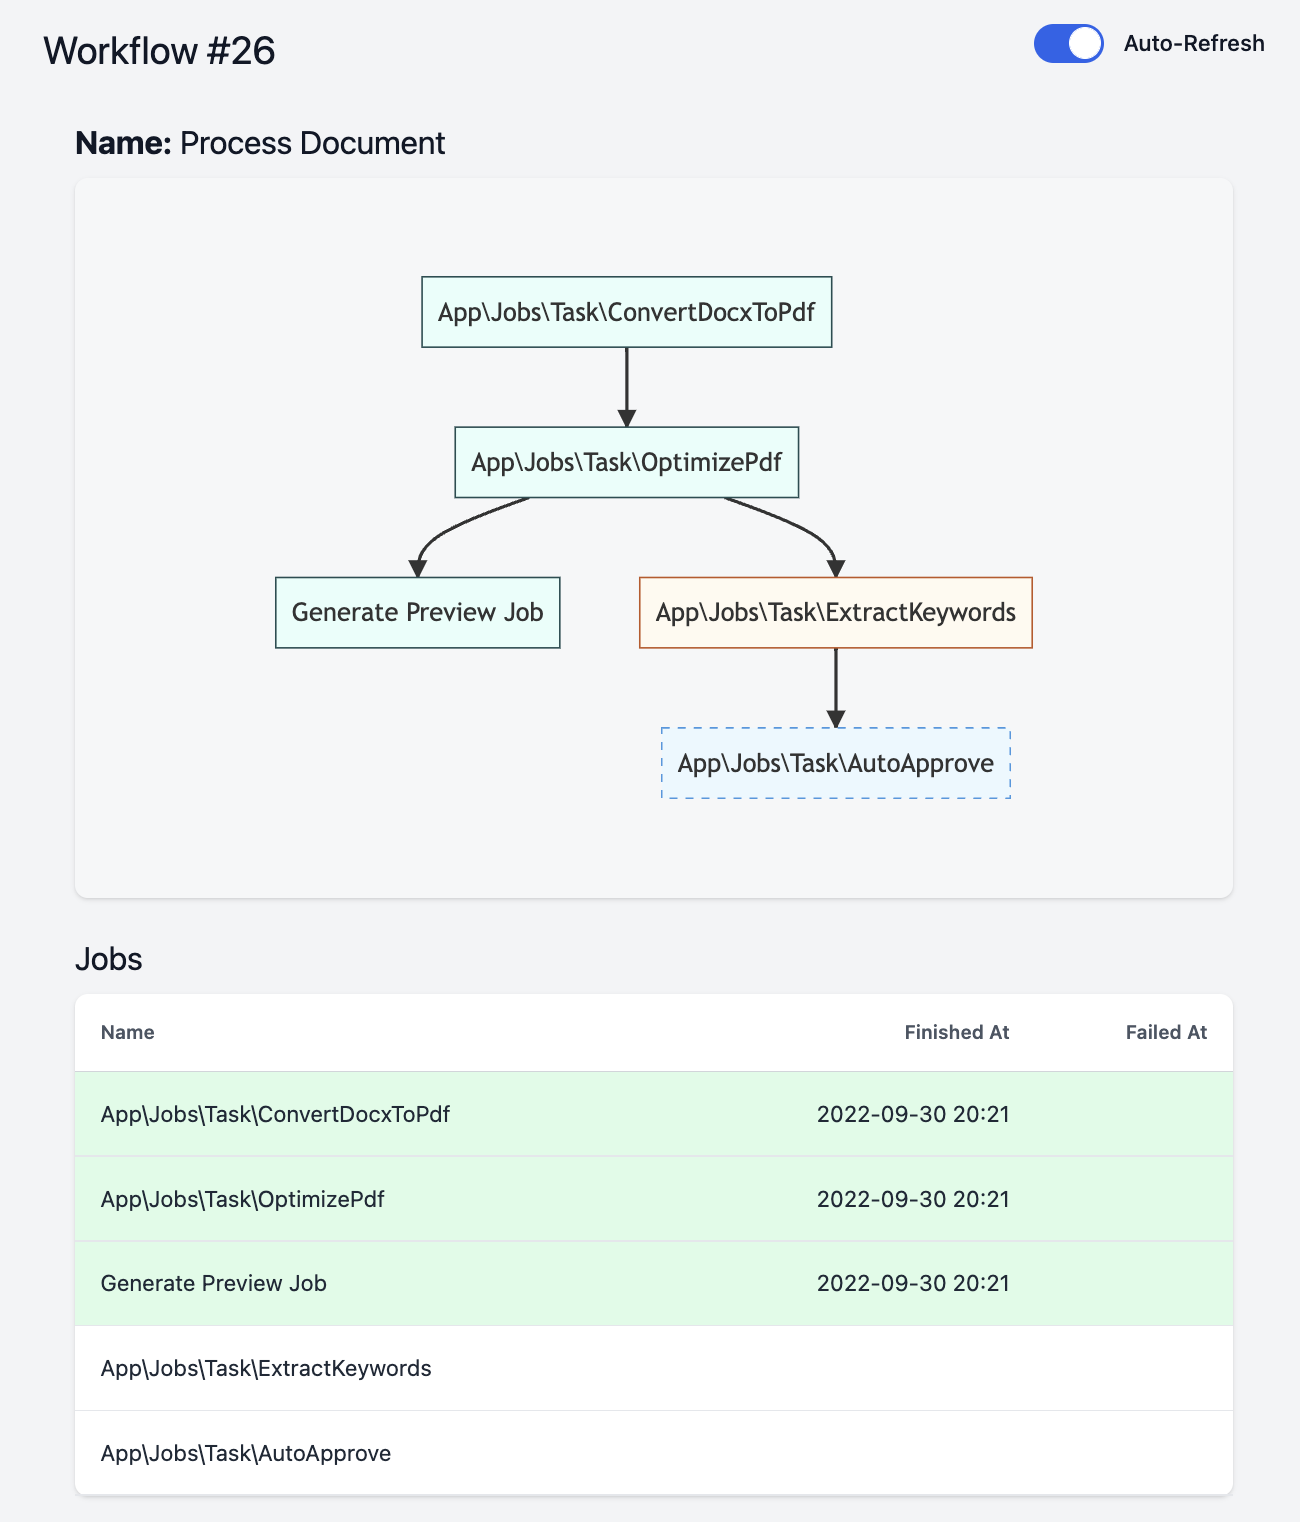 Workflow #26
Auto-Refresh
Name: Process Document
App\Jobs\Task\ConvertDocxToPdf
App\Jobs\Task\OptimizePdf
Generate Preview Job
App\Jobs\Task\ExtractKeywords
App\Jobs\Task\AutoApprove
Jobs
Name Finished At Failed At
App\Jobs\Task\ConvertDocxToPdf 2022-09-30 20:21
App\Jobs\Task\OptimizePdf 2022-09-30 20:21
Generate Preview Job 2022-09-30 20:21
App\Jobs\Task\ExtractKeywords
App\Jobs\Task\AutoApprove